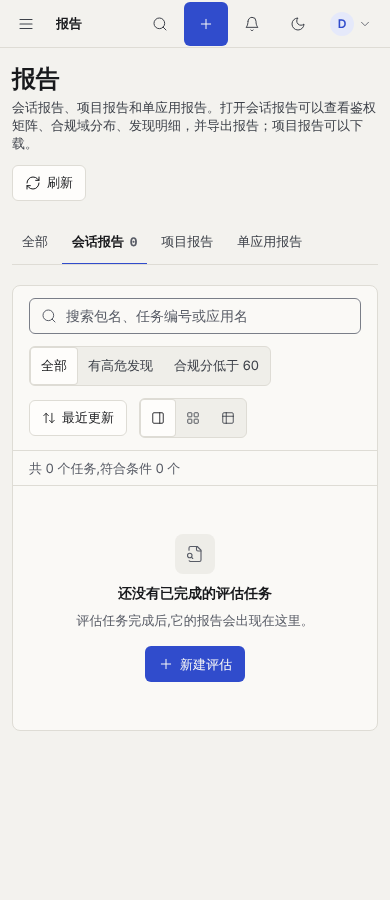 报告
D
报告
会话报告、项目报告和单应用报告。打开会话报告可以查看鉴权
矩阵、合规域分布、发现明细，并导出报告；项目报告可以下
载。
刷新
全部 会话报告 0 项目报告 单应用报告
搜索包名、任务编号或应用名
全部 有高危发现 合规分低于 60
最近更新
共 0 个任务,符合条件 0 个
还没有已完成的评估任务
评估任务完成后,它的报告会出现在这里。
新建评估